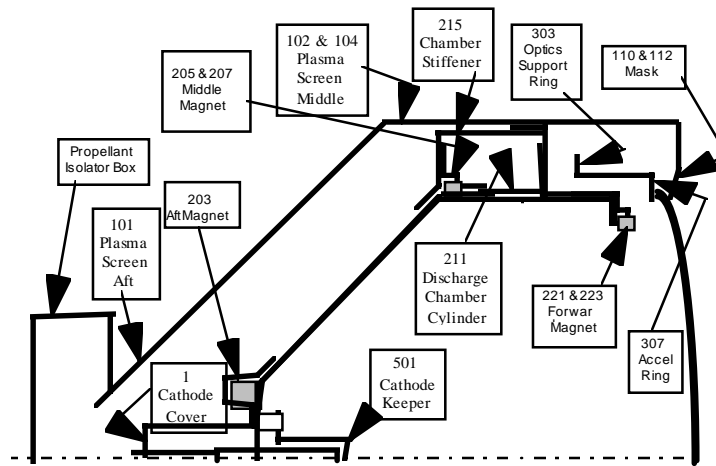 215
Chamber
Stiffener
102 & 104
Plasma
Screen
Middle
303
Optics
Support
Ring
110 & 112
Mask
205 & 207
Middle
Magnet
Propellant
Isolator Box
203
Aft Magnet
101
Plasma
Screen
Aft
211
Discharge
Chamber
Cylinder
221 & 223
Forwar
Magnet
307
Accel
Ring
1
Cathode
Cover
501
Cathode
Keeper